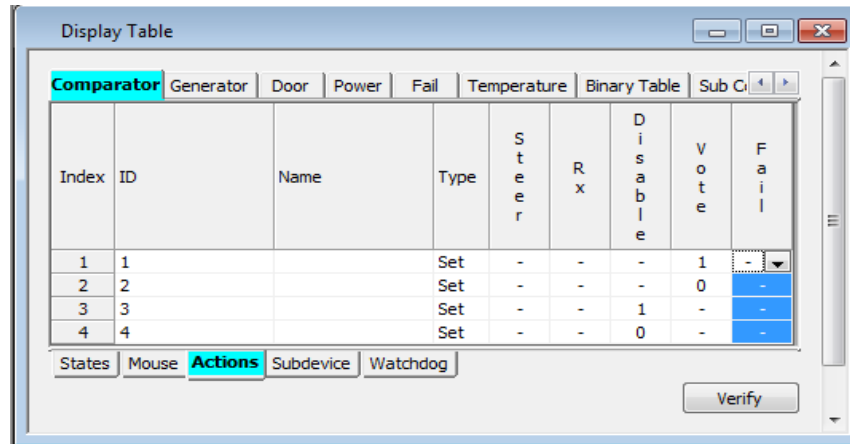 Display Table
Comparator Generator Door Power Fail Temperature Binary Table Sub C
Index ID Name Type Steer Rx Disable Vote Fail
1 1 Set - - - 1 -
2 2 Set - - - 0 -
3 3 Set - - 1 - -
4 4 Set - - 0 - -
States Mouse Actions Subdevice Watchdog
Verify